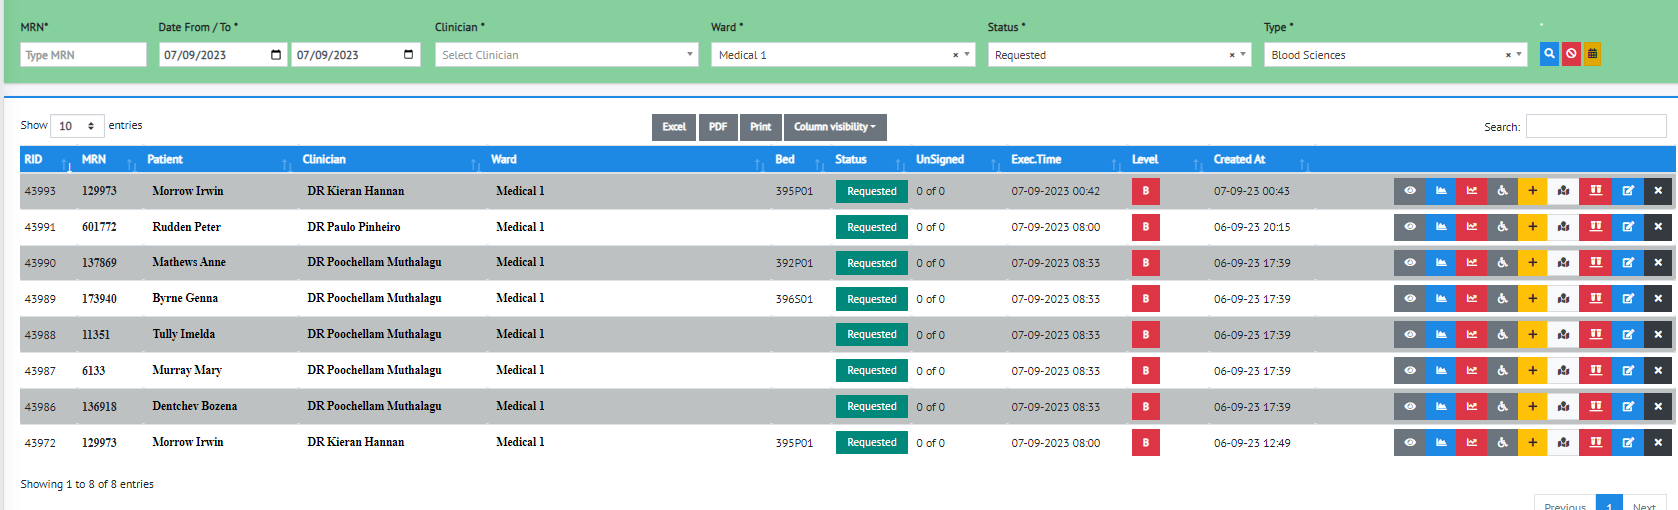 MRN* Date From / To * Clinician * Ward * Status * Type * *
Type MRN 07/09/2023 07/09/2023 Select Clinician Medical 1 × Requested × Blood Sciences ×
Show 10 entries Excel PDF Print Column visibility Search:
RID MRN Patient Clinician Ward Bed Status UnSigned Exec.Time Level Created At
43993 129973 Morrow Irwin DR Kieran Hannan Medical 1 395P01 Requested 0 of 0 07-09-2023 00:42 B 07-09-23 00:43
43991 601772 Rudden Peter DR Paulo Pinheiro Medical 1 Requested 0 of 0 07-09-2023 08:00 B 06-09-23 20:15
43990 137869 Mathews Anne DR Poochellam Muthalagu Medical 1 392P01 Requested 0 of 0 07-09-2023 08:33 B 06-09-23 17:39
43989 173940 Byrne Genna DR Poochellam Muthalagu Medical 1 396S01 Requested 0 of 0 07-09-2023 08:33 B 06-09-23 17:39
43988 11351 Tully Imelda DR Poochellam Muthalagu Medical 1 Requested 0 of 0 07-09-2023 08:33 B 06-09-23 17:39
43987 6133 Murray Mary DR Poochellam Muthalagu Medical 1 Requested 0 of 0 07-09-2023 08:33 B 06-09-23 17:39
43986 136918 Dentchev Bozena DR Poochellam Muthalagu Medical 1 Requested 0 of 0 07-09-2023 08:33 B 06-09-23 17:39
43972 129973 Morrow Irwin DR Kieran Hannan Medical 1 395P01 Requested 0 of 0 07-09-2023 08:00 B 06-09-23 12:49
Showing 1 to 8 of 8 entries
Previous 1 Next